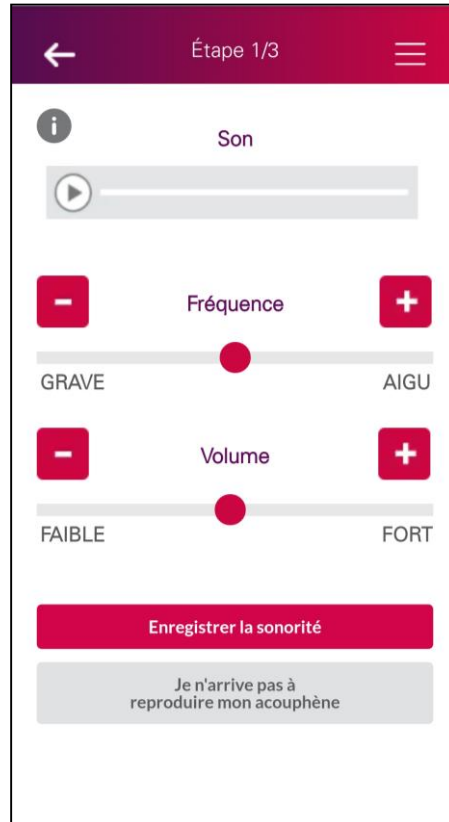 Étape 1/3
i
Son
- Fréquence +
GRAVE AIGU
- Volume +
FAIBLE FORT
Enregistrer la sonorité
Je n'arrive pas à
reproduire mon acouphène